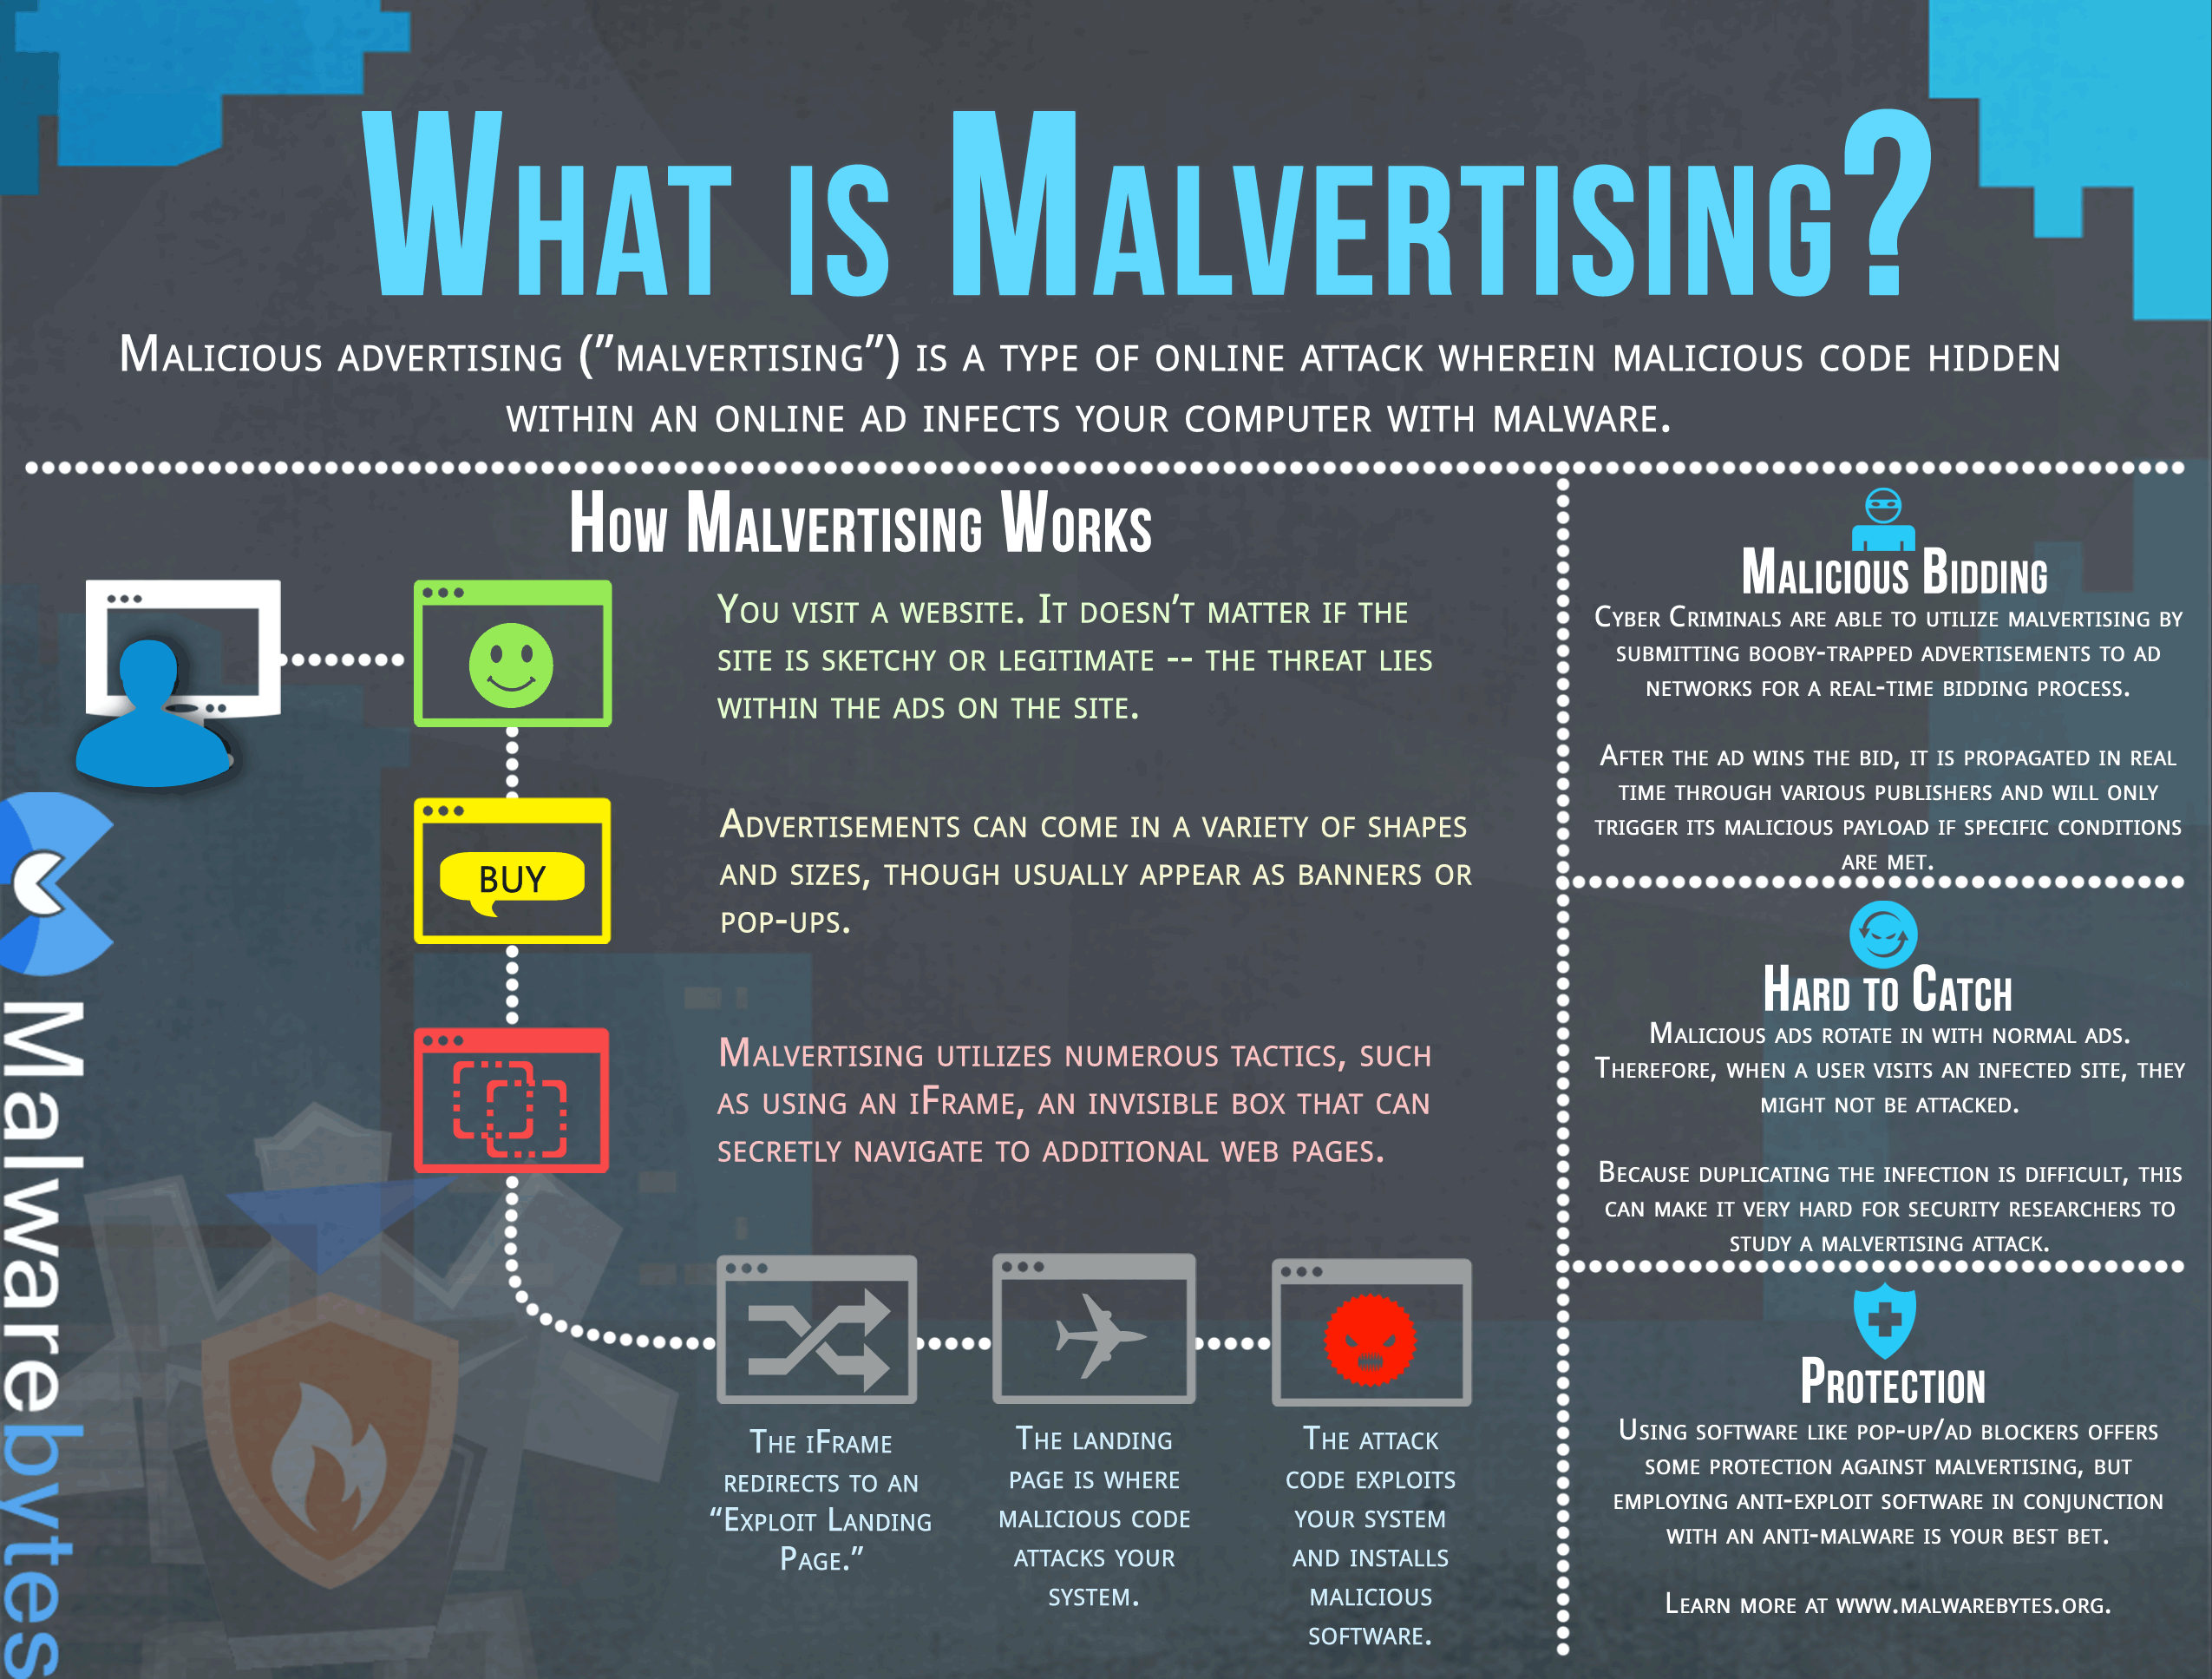 What is Malvertising?
Malicious advertising ("malvertising") is a type of online attack wherein malicious code hidden
within an online ad infects your computer with malware.
How Malvertising Works
You visit a website. It doesn't matter if the
site is sketchy or legitimate -- the threat lies
within the ads on the site.
BUY
Advertisements can come in a variety of shapes
and sizes, though usually appear as banners or
pop-ups.
Malvertising utilizes numerous tactics, such
as using an iFrame, an invisible box that can
secretly navigate to additional web pages.
The iFrame
redirects to an
“Exploit Landing
Page.”
The landing
page is where
malicious code
attacks your
system.
The attack
code exploits
your system
and installs
malicious
software.
Malicious Bidding
Cyber Criminals are able to utilize malvertising by
submitting booby-trapped advertisements to ad
networks for a real-time bidding process.
After the ad wins the bid, it is propagated in real
time through various publishers and will only
trigger its malicious payload if specific conditions
are met.
Hard to Catch
Malicious ads rotate in with normal ads.
Therefore, when a user visits an infected site, they
might not be attacked.
Because duplicating the infection is difficult, this
can make it very hard for security researchers to
study a malvertising attack.
Protection
Using software like pop-up/ad blockers offers
some protection against malvertising, but
employing anti-exploit software in conjunction
with an anti-malware is your best bet.
Learn more at www.malwarebytes.org.
Malwarebytes